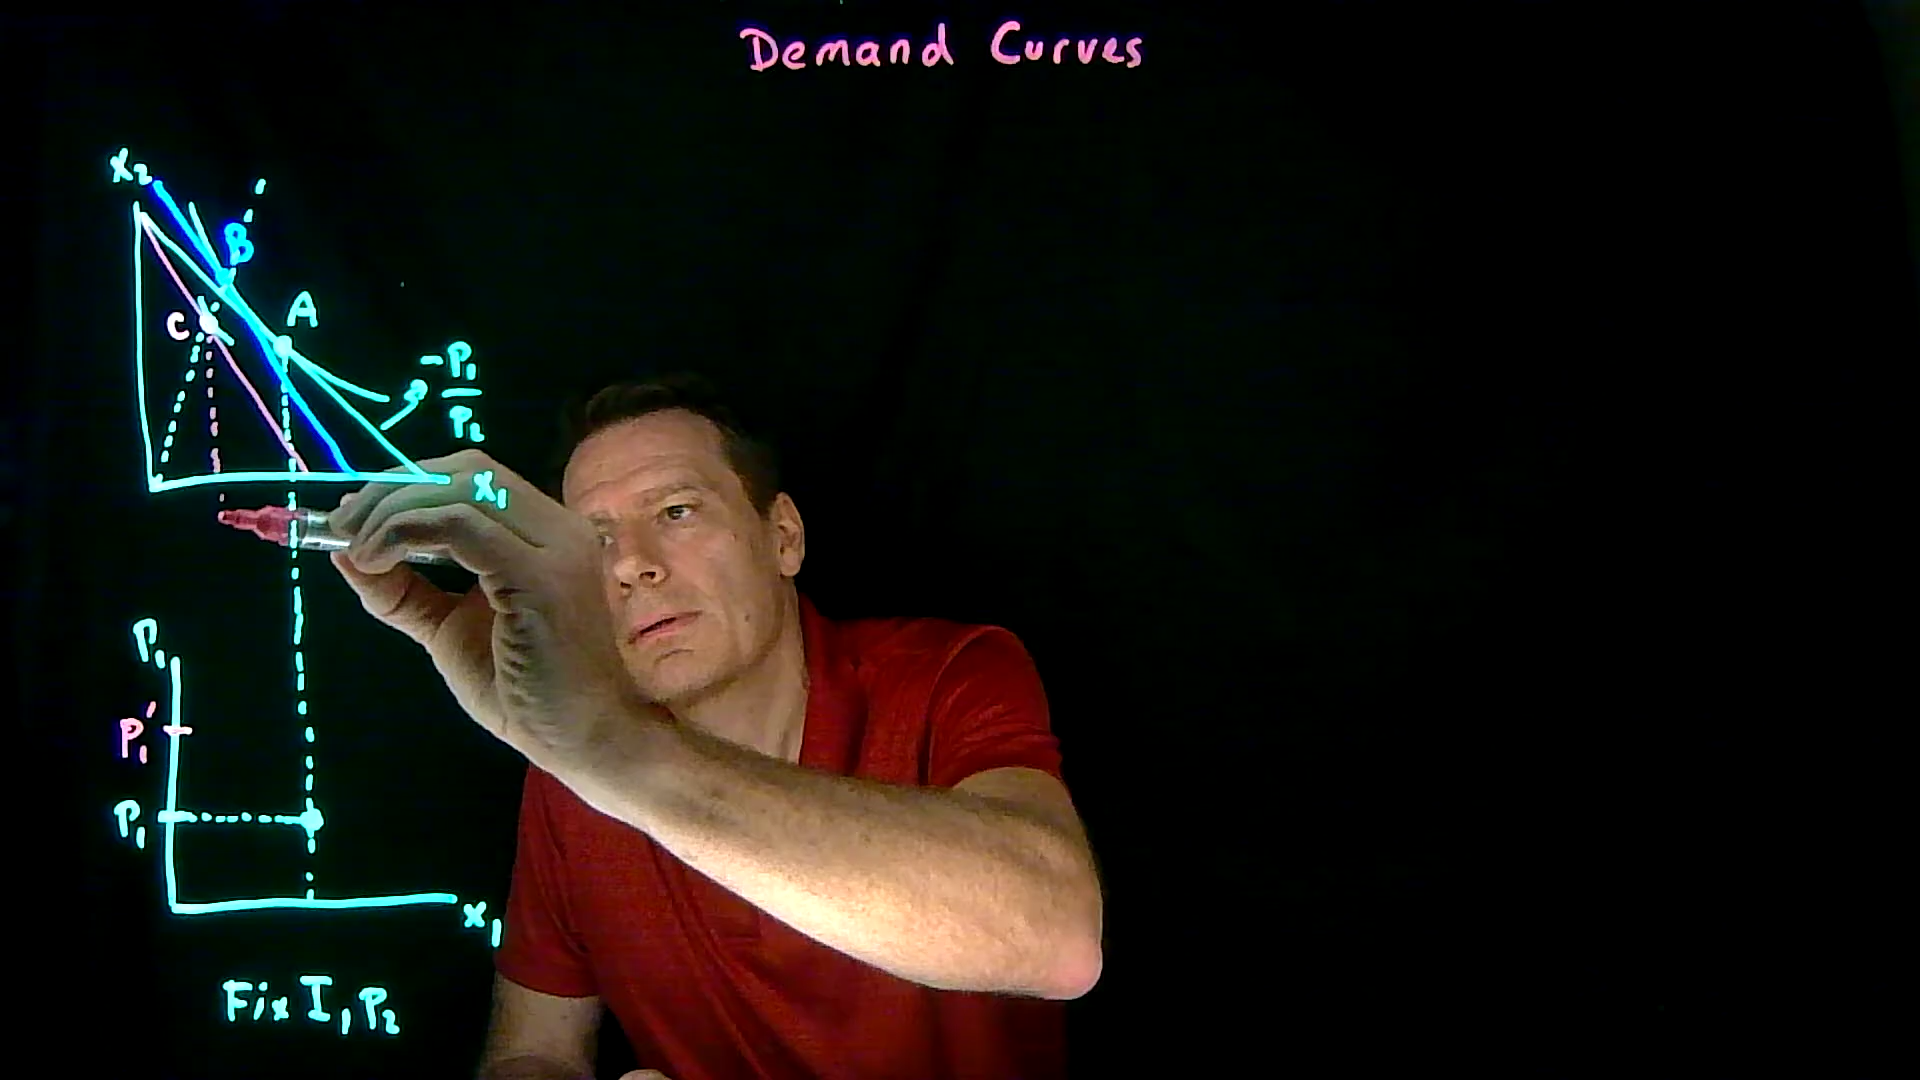 Demand Curves
x₂
B
A
C
-P₁
P₂
x₁
P₁
P₁'
P₁
x₁
Fix I, P₂